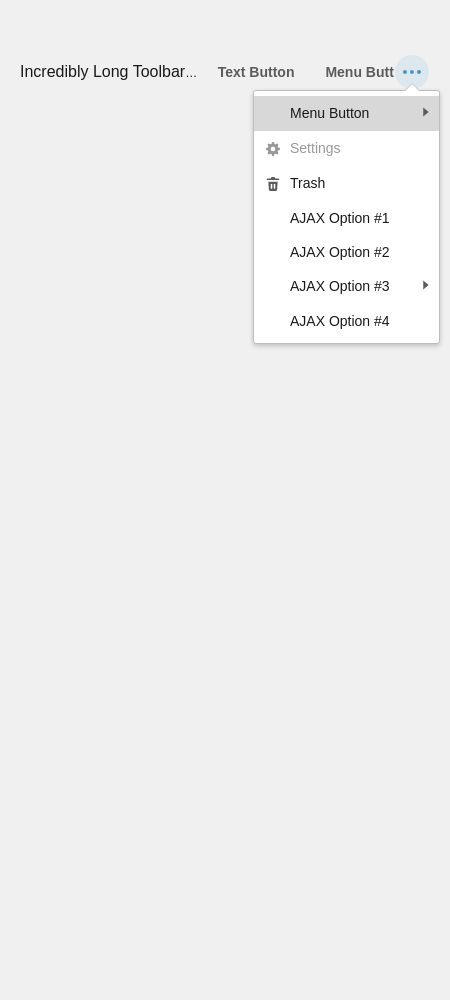 Incredibly Long Toolbar... Text Button Menu Butt
Menu Button
Settings
Trash
AJAX Option #1
AJAX Option #2
AJAX Option #3
AJAX Option #4